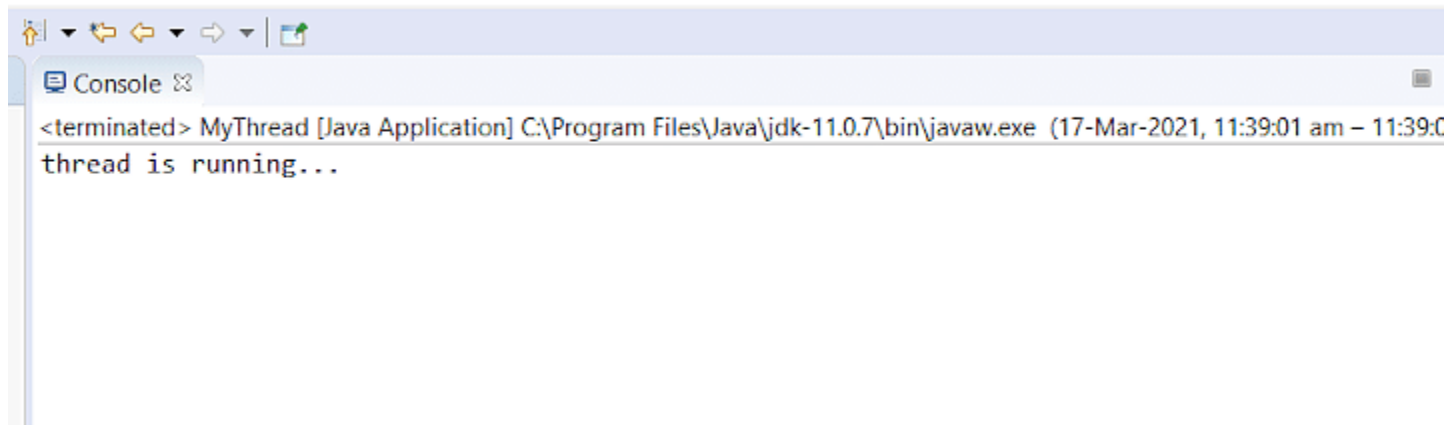 Console
<terminated> MyThread [Java Application] C:\Program Files\Java\jdk-11.0.7\bin\javaw.exe (17-Mar-2021, 11:39:01 am – 11:39:0
thread is running...